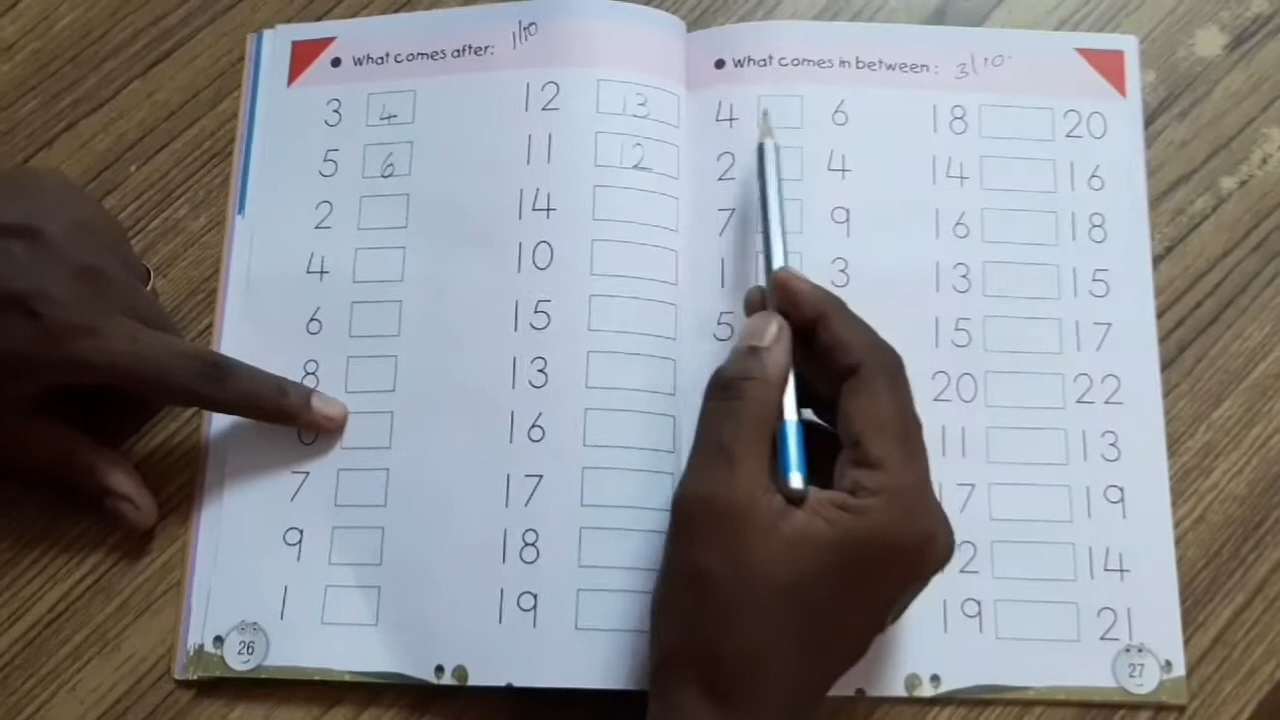 What comes after: 1/10
3 4 12 13
5 6 11 12
2 14
4 10
6 15
8 13
0 16
7 17
9 18
1 19
26
What comes in between: 3/10
4 6 18 20
2 4 14 16
7 9 16 18
1 3 13 15
5 15 17
20 22
11 13
17 19
12 14
19 21
27